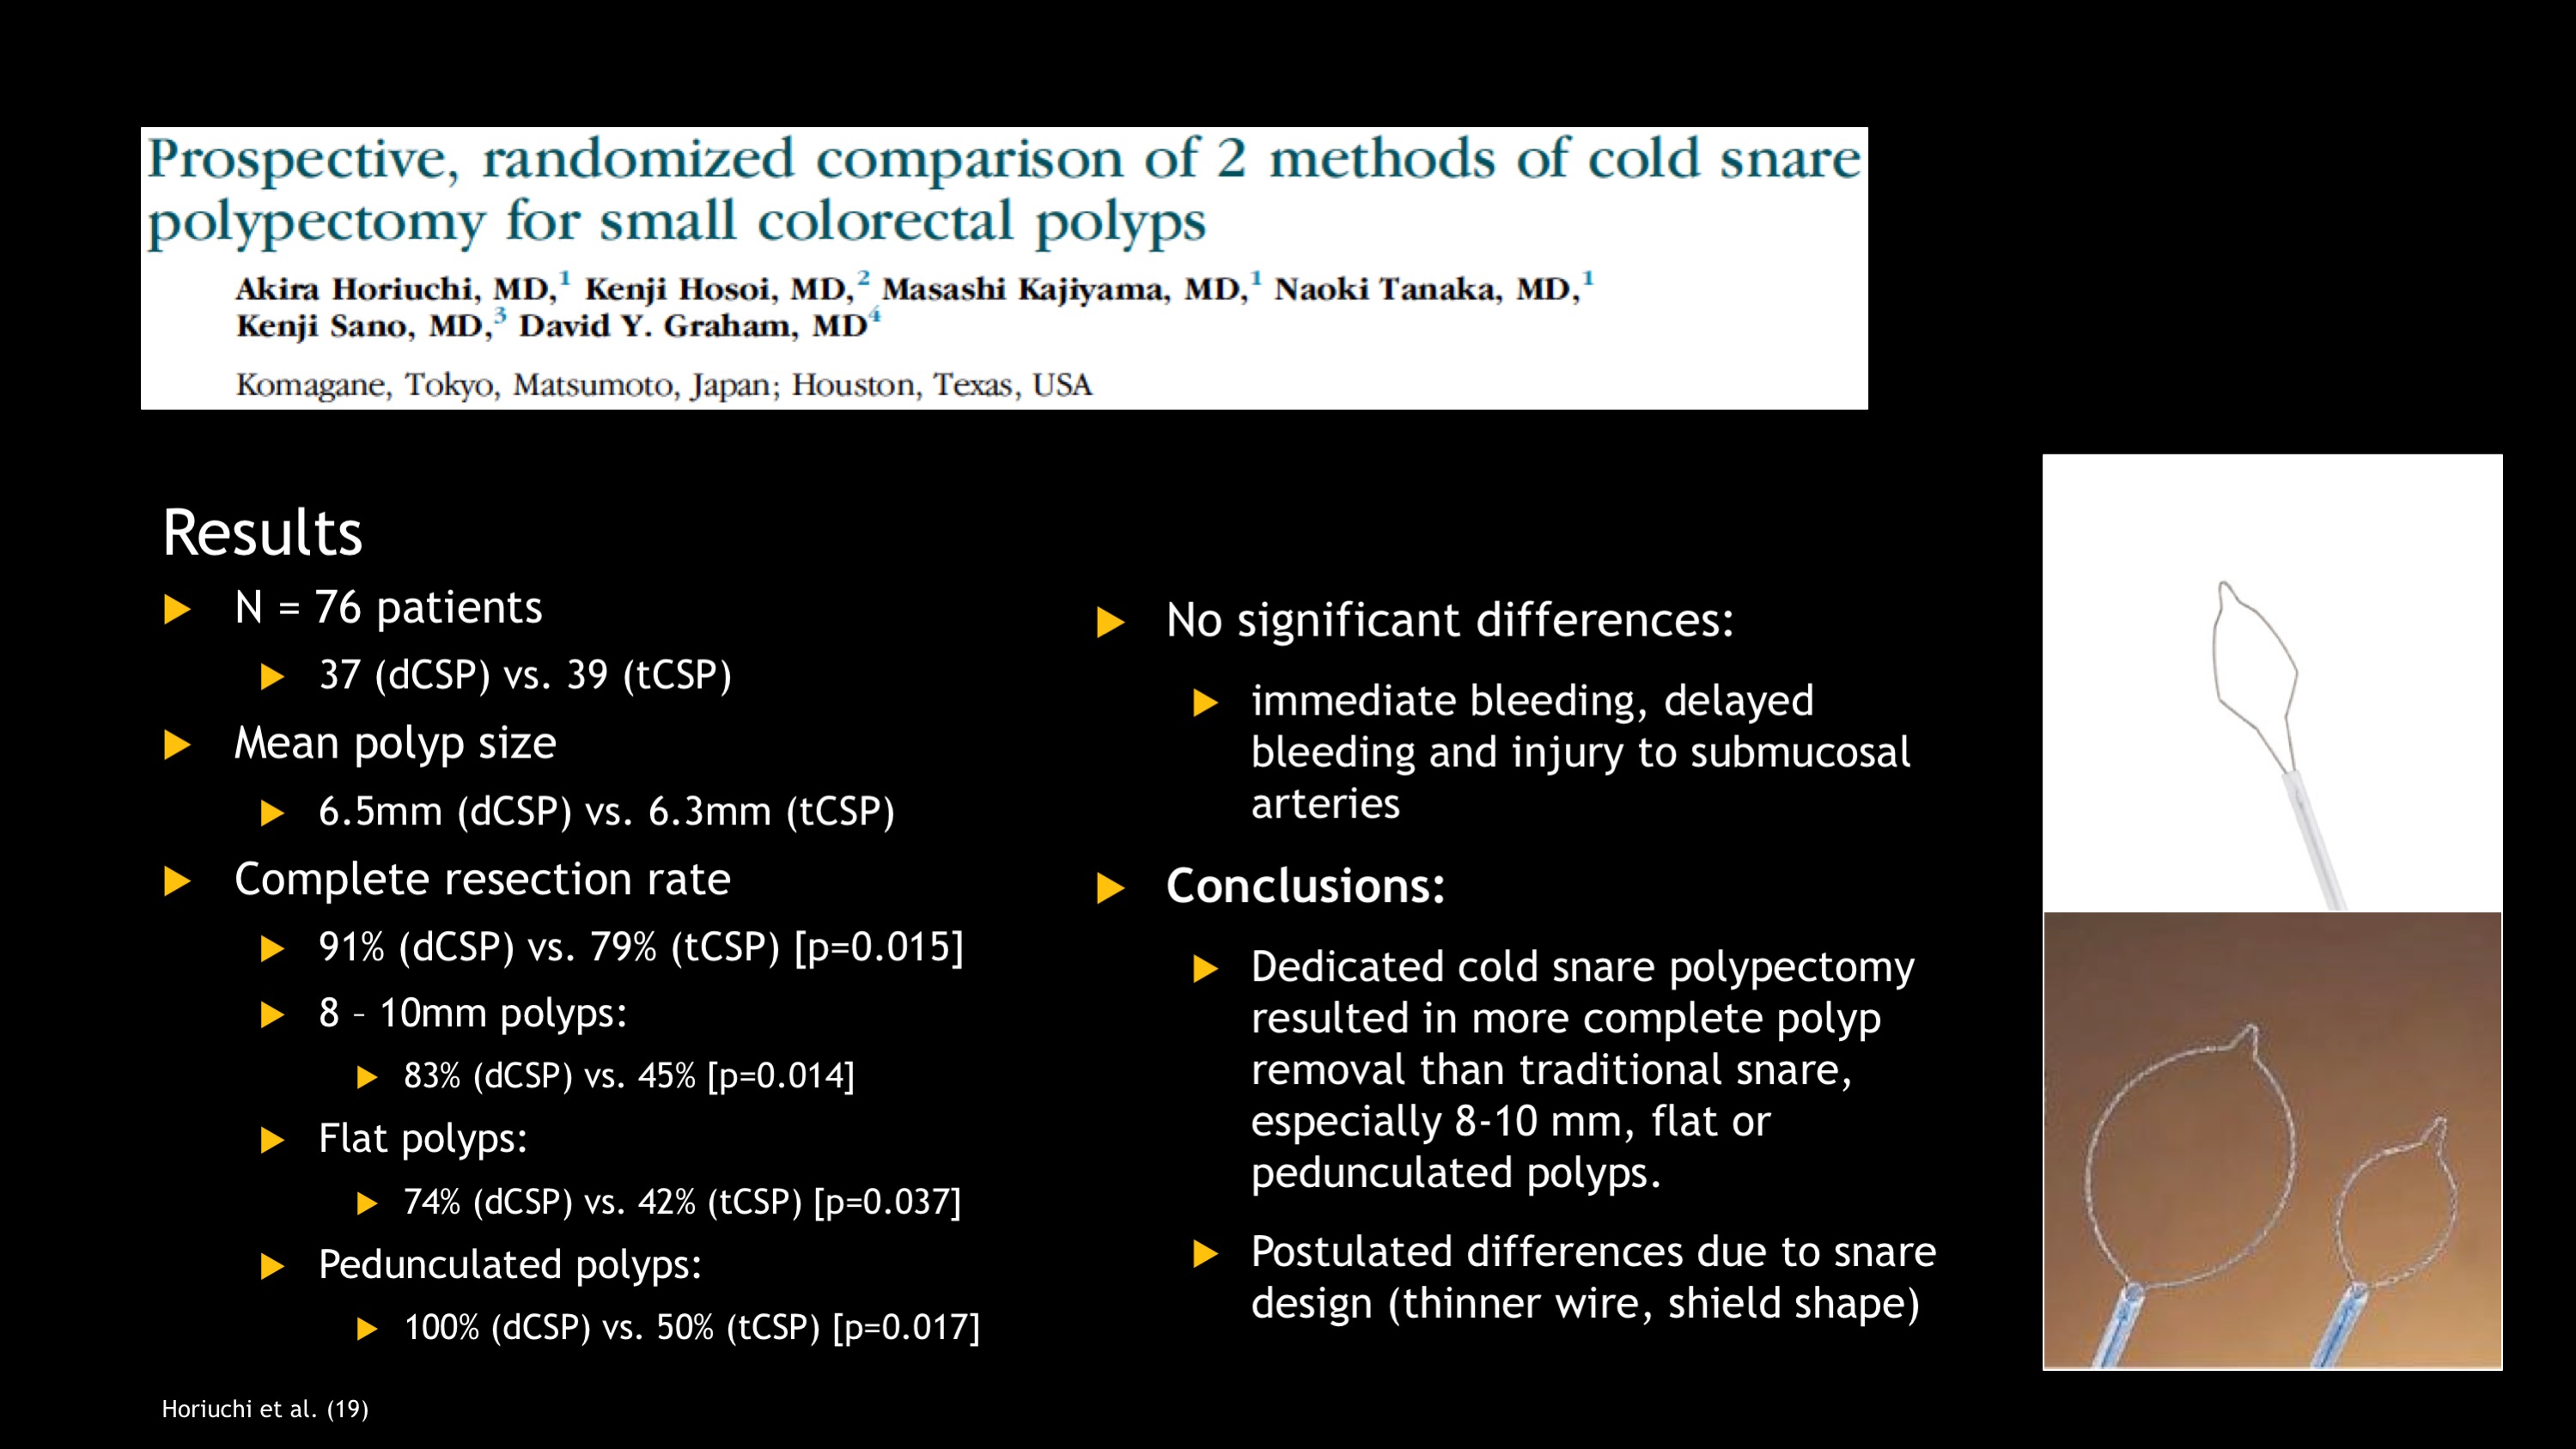 Prospective, randomized comparison of 2 methods of cold snare
polypectomy for small colorectal polyps
Akira Horiuchi, MD,1 Kenji Hosoi, MD,2 Masashi Kajiyama, MD,1 Naoki Tanaka, MD,1
Kenji Sano, MD,3 David Y. Graham, MD4
Komagane, Tokyo, Matsumoto, Japan; Houston, Texas, USA
Results
N = 76 patients
37 (dCSP) vs. 39 (tCSP)
Mean polyp size
6.5mm (dCSP) vs. 6.3mm (tCSP)
Complete resection rate
91% (dCSP) vs. 79% (tCSP) [p=0.015]
8 – 10mm polyps:
83% (dCSP) vs. 45% [p=0.014]
Flat polyps:
74% (dCSP) vs. 42% (tCSP) [p=0.037]
Pedunculated polyps:
100% (dCSP) vs. 50% (tCSP) [p=0.017]
No significant differences:
immediate bleeding, delayed
bleeding and injury to submucosal
arteries
Conclusions:
Dedicated cold snare polypectomy
resulted in more complete polyp
removal than traditional snare,
especially 8-10 mm, flat or
pedunculated polyps.
Postulated differences due to snare
design (thinner wire, shield shape)
Horiuchi et al. (19)